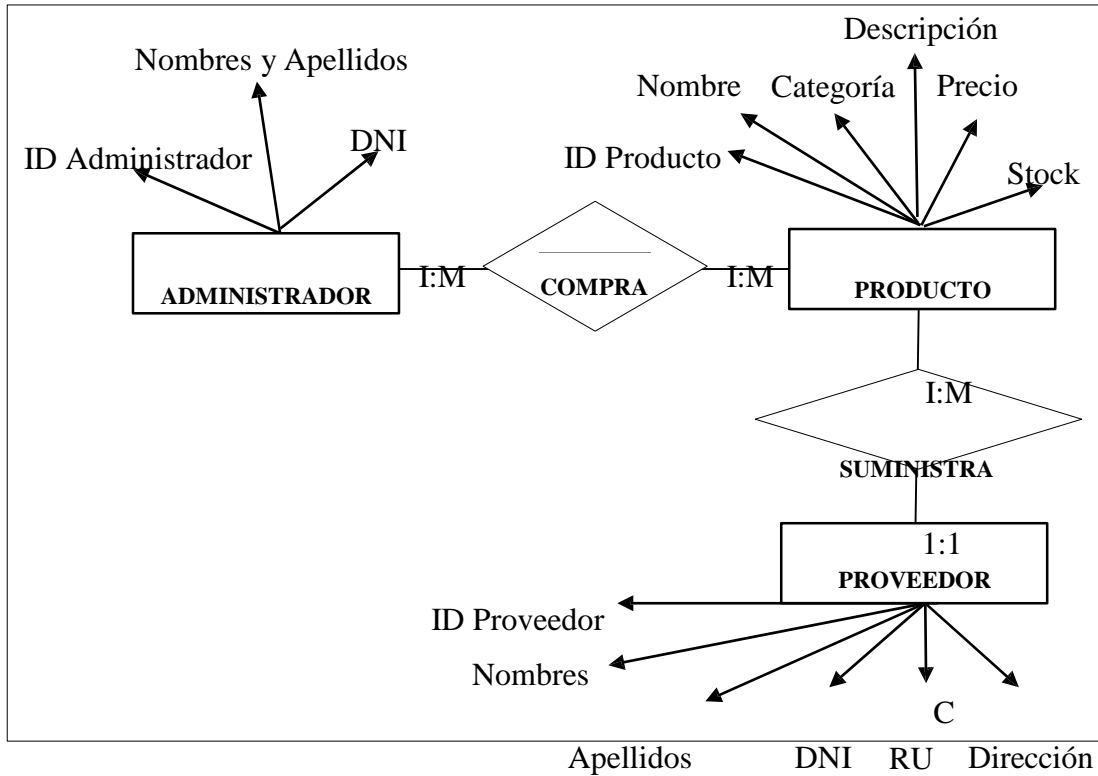 Descripción
Nombres y Apellidos
Nombre
Categoría
Precio
DNI
ID Administrador
ID Producto
Stock
ADMINISTRADOR
I:M
COMPRA
I:M
PRODUCTO
I:M
SUMINISTRA
1:1
PROVEEDOR
ID Proveedor
Nombres
C
Apellidos
DNI
RU
Dirección